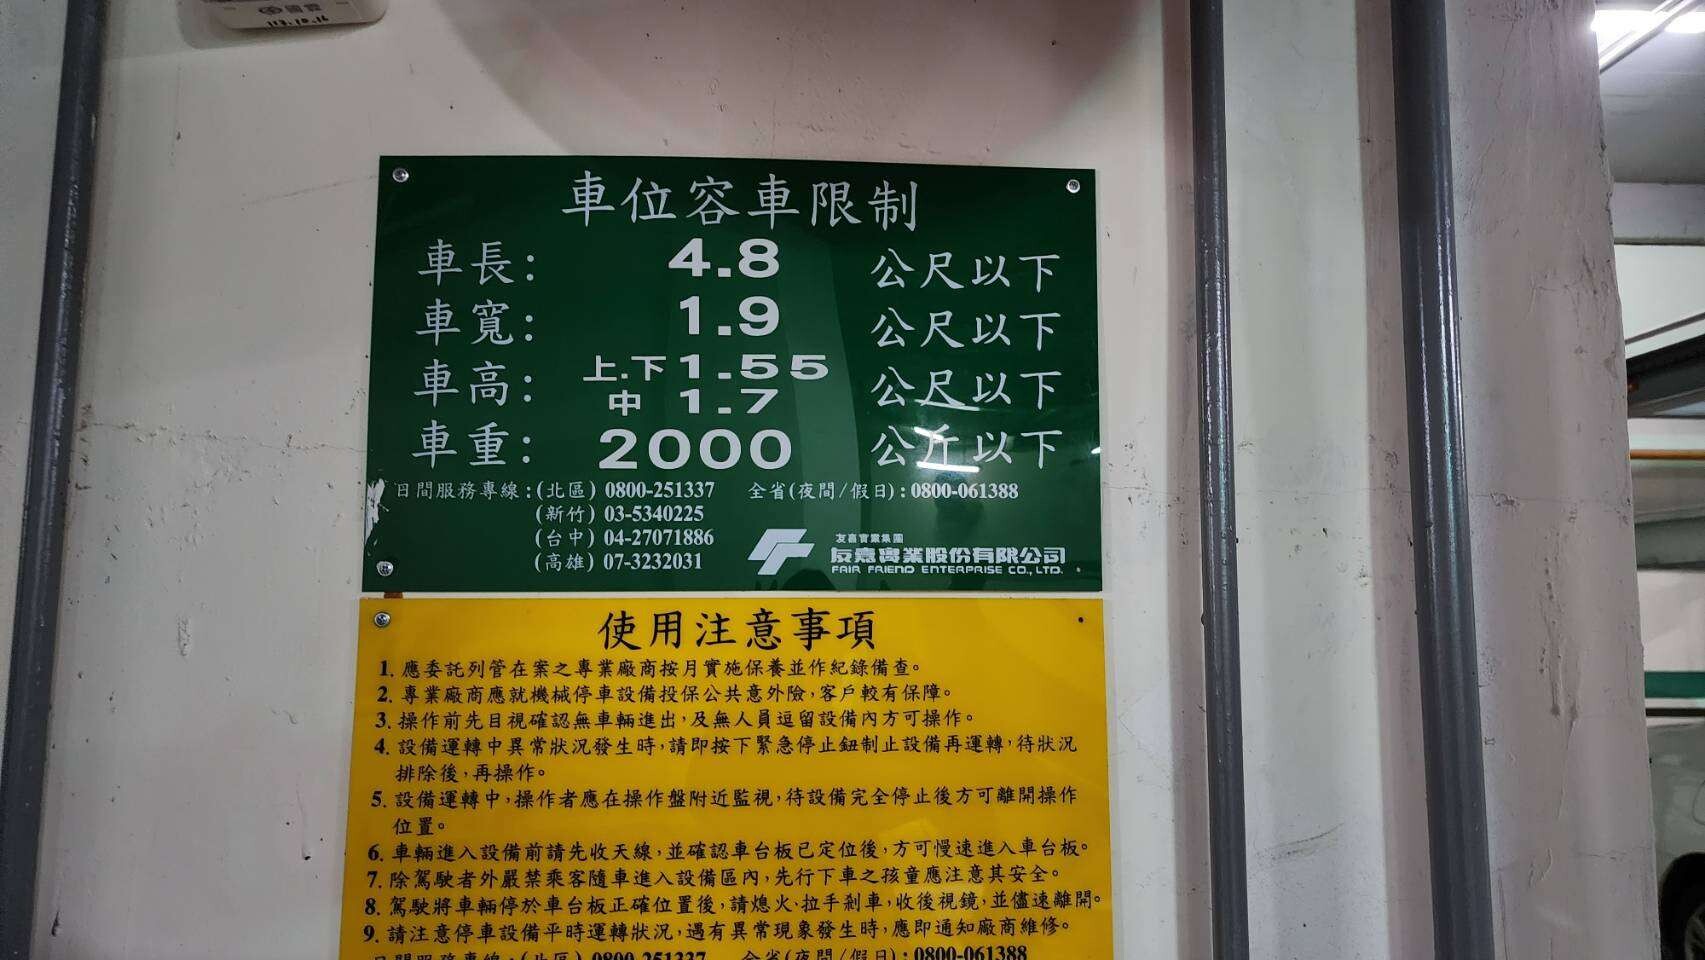 車位容車限制
車長: 4.8 公尺以下
車寬: 1.9 公尺以下
車高: 上.下 1.55 公尺以下
中 1.7
車重: 2000 公斤以下
日間服務專線:(北區) 0800-251337 全省(夜間/假日):0800-061388
(新竹) 03-5340225
(台中) 04-27071886
(高雄) 07-3232031
友嘉實業集團
友嘉實業股份有限公司
FAIR FRIEND ENTERPRISE CO., LTD.
使用注意事項
1. 應委託列管在案之專業廠商按月實施保養並作紀錄備查。
2. 專業廠商應就機械停車設備投保公共意外險,客戶較有保障。
3. 操作前先目視確認無車輛進出,及無人員逗留設備內方可操作。
4. 設備運轉中異常狀況發生時,請即按下緊急停止鈕制止設備再運轉,待狀況
排除後,再操作。
5. 設備運轉中,操作者應在操作盤附近監視,待設備完全停止後方可離開操作
位置。
6. 車輛進入設備前請先收天線,並確認車台板已定位後,方可慢速進入車台板。
7. 除駕駛者外嚴禁乘客隨車進入設備區內,先行下車之孩童應注意其安全。
8. 駕駛將車輛停於車台板正確位置後,請熄火、拉手剎車,收後視鏡,並儘速離開。
9. 請注意停車設備平時運轉狀況,遇有異常現象發生時,應即通知廠商維修。
日間服務專線:(北區) 0800-251337 全省(夜間/假日):0800-061388